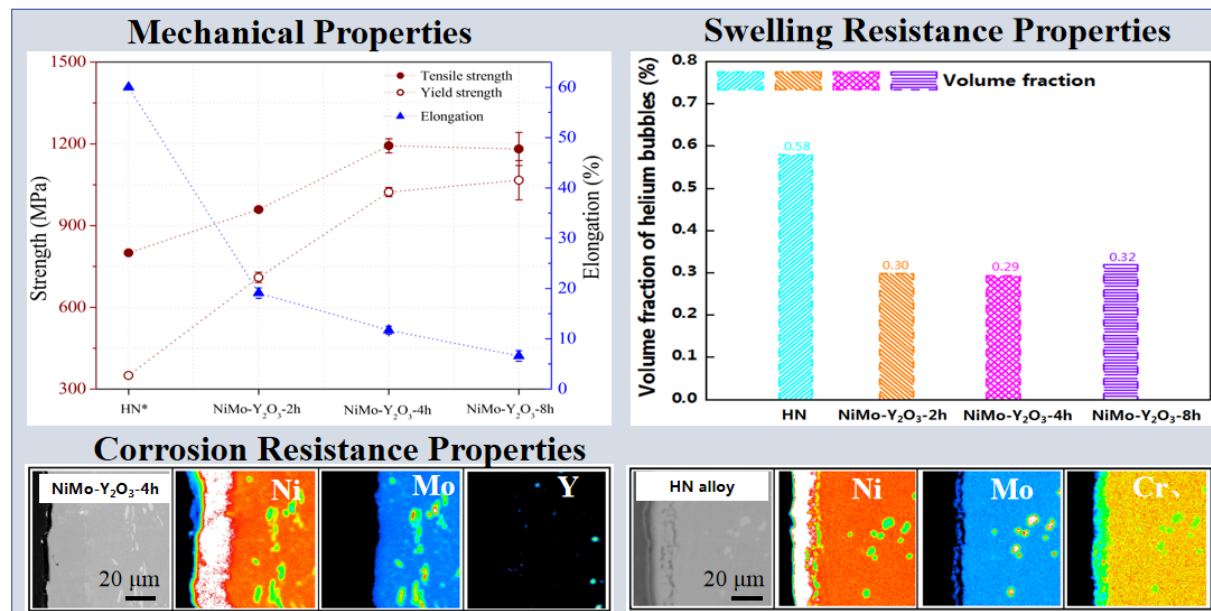 Mechanical Properties
1500
1200
900
600
300
Strength (MPa)
Tensile strength
Yield strength
Elongation
60
50
40
30
20
10
0
Elongation (%)
HN* NiMo-Y₂O₃-2h NiMo-Y₂O₃-4h NiMo-Y₂O₃-8h
Swelling Resistance Properties
0.8
0.7
0.6
0.5
0.4
0.3
0.2
0.1
0.0
Volume fraction of helium bubbles (%)
Volume fraction
0.58
0.30
0.29
0.32
HN NiMo-Y₂O₃-2h NiMo-Y₂O₃-4h NiMo-Y₂O₃-8h
Corrosion Resistance Properties
NiMo-Y₂O₃-4h
20 μm
Ni
Mo
Y
HN alloy
20 μm
Ni
Mo
Cr、